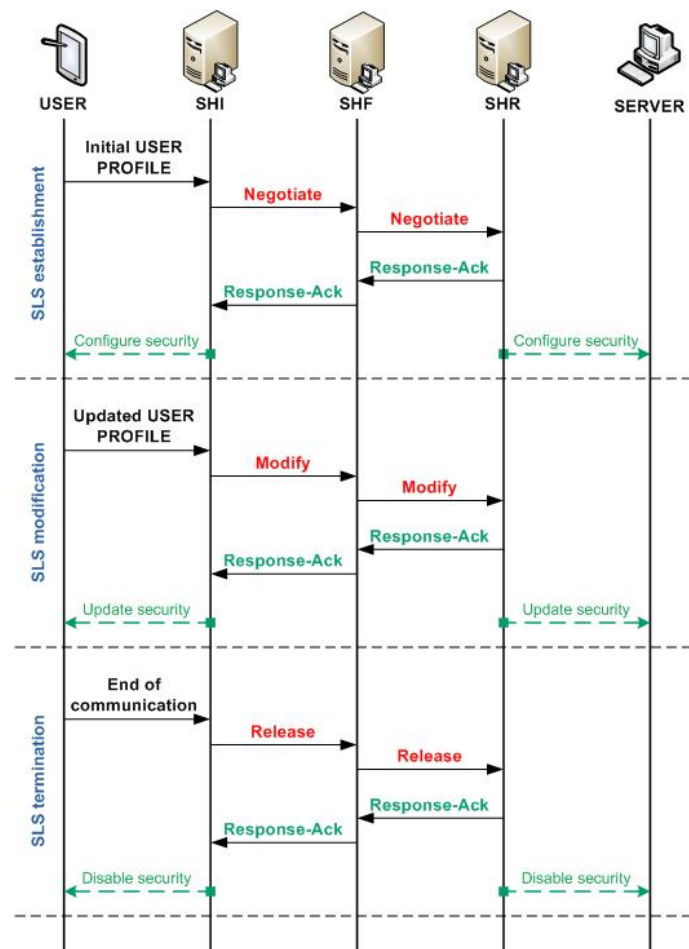 USER
SHI
SHF
SHR
SERVER
SLS establishment
Initial USER
PROFILE
Negotiate
Negotiate
Response-Ack
Response-Ack
Configure security
Configure security
SLS modification
Updated USER
PROFILE
Modify
Modify
Response-Ack
Response-Ack
Update security
Update security
SLS termination
End of
communication
Release
Release
Response-Ack
Response-Ack
Disable security
Disable security